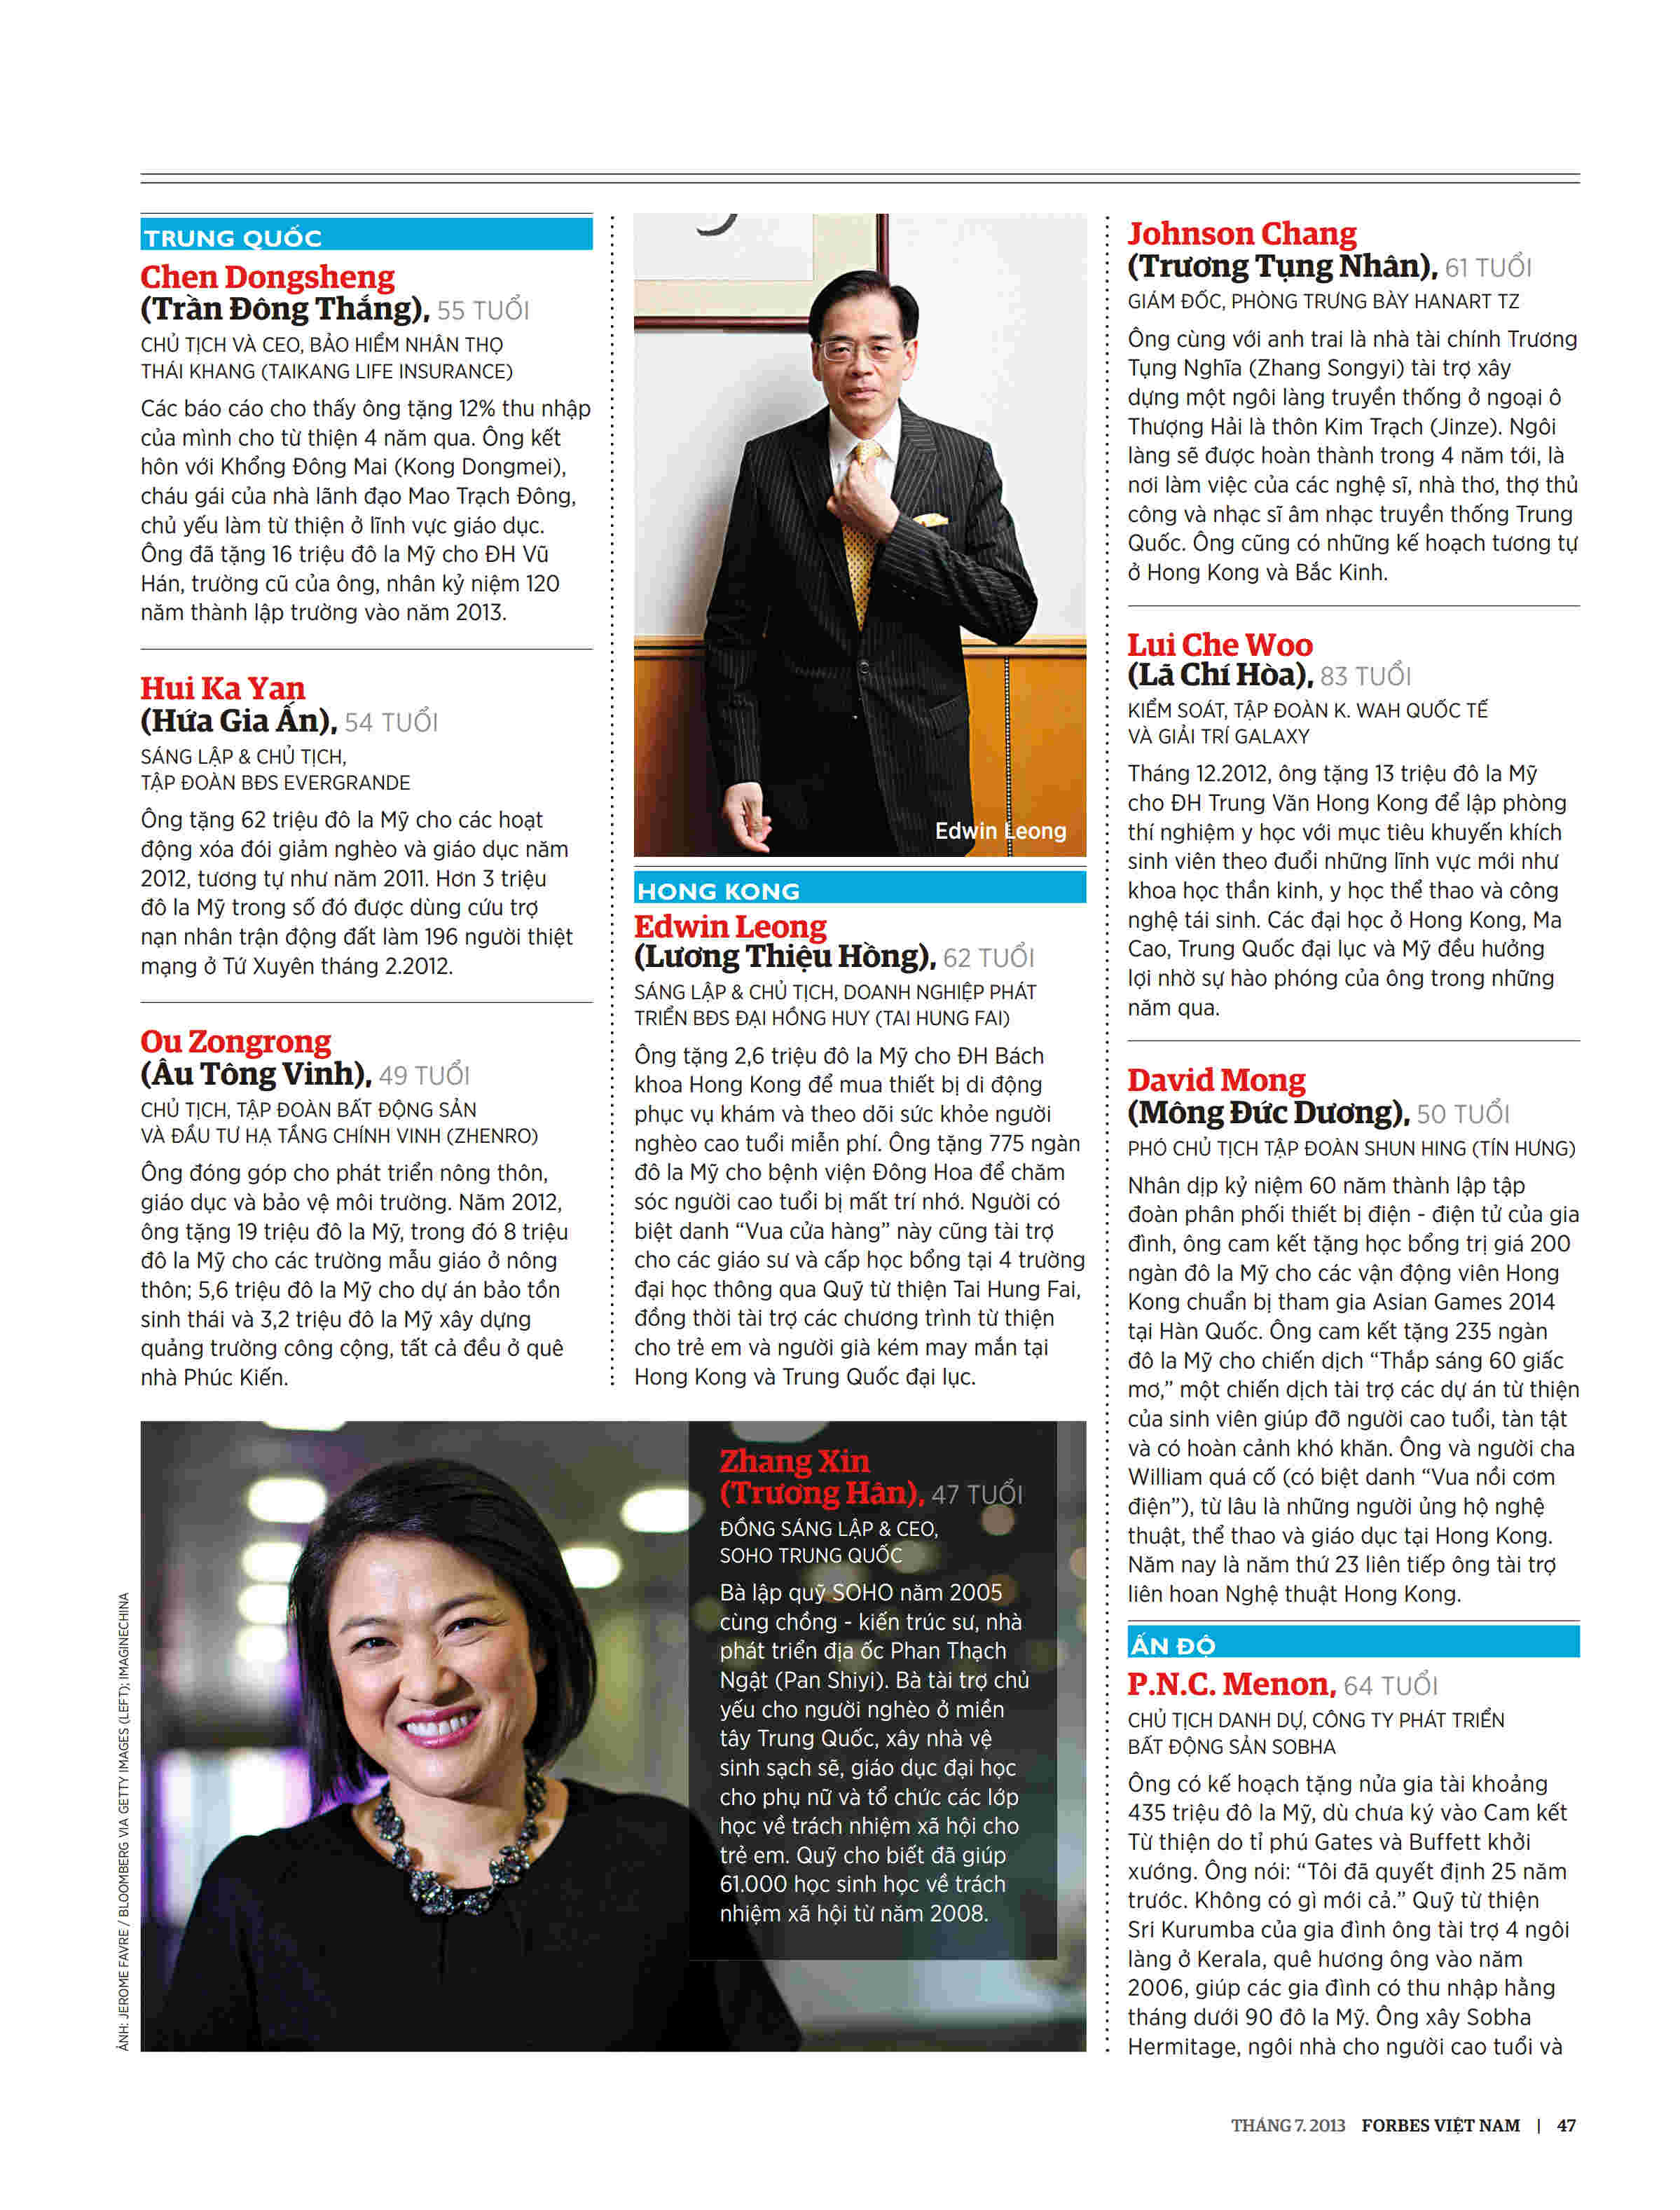 TRUNG QUỐC
Chen Dongsheng
(Trần Đông Thắng), 55 TUỔI
CHỦ TỊCH VÀ CEO, BẢO HIỂM NHÂN THỌ
THÁI KHANG (TAIKANG LIFE INSURANCE)
Các báo cáo cho thấy ông tặng 12% thu nhập
của mình cho từ thiện 4 năm qua. Ông kết
hôn với Khổng Đông Mai (Kong Dongmei),
cháu gái của nhà lãnh đạo Mao Trạch Đông,
chủ yếu làm từ thiện ở lĩnh vực giáo dục.
Ông đã tặng 16 triệu đô la Mỹ cho ĐH Vũ
Hán, trường cũ của ông, nhân kỷ niệm 120
năm thành lập trường vào năm 2013.
Hui Ka Yan
(Hứa Gia Ấn), 54 TUỔI
SÁNG LẬP & CHỦ TỊCH,
TẬP ĐOÀN BĐS EVERGRANDE
Ông tặng 62 triệu đô la Mỹ cho các hoạt
động xóa đói giảm nghèo và giáo dục năm
2012, tương tự như năm 2011. Hơn 3 triệu
đô la Mỹ trong số đó được dùng cứu trợ
nạn nhân trận động đất làm 196 người thiệt
mạng ở Tứ Xuyên tháng 2.2012.
Ou Zongrong
(Âu Tông Vinh), 49 TUỔI
CHỦ TỊCH, TẬP ĐOÀN BẤT ĐỘNG SẢN
VÀ ĐẦU TƯ HẠ TẦNG CHÍNH VINH (ZHENRO)
Ông đóng góp cho phát triển nông thôn,
giáo dục và bảo vệ môi trường. Năm 2012,
ông tặng 19 triệu đô la Mỹ, trong đó 8 triệu
đô la Mỹ cho các trường mẫu giáo ở nông
thôn; 5,6 triệu đô la Mỹ cho dự án bảo tồn
sinh thái và 3,2 triệu đô la Mỹ xây dựng
quảng trường công cộng, tất cả đều ở quê
nhà Phúc Kiến.
Zhang Xin
(Trương Hân), 47 TUỔI
ĐỒNG SÁNG LẬP & CEO,
SOHO TRUNG QUỐC
Bà lập quỹ SOHO năm 2005
cùng chồng - kiến trúc sư, nhà
phát triển địa ốc Phan Thạch
Ngật (Pan Shiyi). Bà tài trợ chủ
yếu cho người nghèo ở miền
tây Trung Quốc, xây nhà vệ
sinh sạch sẽ, giáo dục đại học
cho phụ nữ và tổ chức các lớp
học về trách nhiệm xã hội cho
trẻ em. Quỹ cho biết đã giúp
61.000 học sinh học về trách
nhiệm xã hội từ năm 2008.
ẢNH: JEROME FAVRE / BLOOMBERG VIA GETTY IMAGES (LEFT); IMAGINECHINA
Edwin Leong
HONG KONG
Edwin Leong
(Lương Thiệu Hồng), 62 TUỔI
SÁNG LẬP & CHỦ TỊCH, DOANH NGHIỆP PHÁT
TRIỂN BĐS ĐẠI HỒNG HUY (TAI HUNG FAI)
Ông tặng 2,6 triệu đô la Mỹ cho ĐH Bách
khoa Hong Kong để mua thiết bị di động
phục vụ khám và theo dõi sức khỏe người
nghèo cao tuổi miễn phí. Ông tặng 775 ngàn
đô la Mỹ cho bệnh viện Đông Hoa để chăm
sóc người cao tuổi bị mất trí nhớ. Người có
biệt danh “Vua cửa hàng” này cũng tài trợ
cho các giáo sư và cấp học bổng tại 4 trường
đại học thông qua Quỹ từ thiện Tai Hung Fai,
đồng thời tài trợ các chương trình từ thiện
cho trẻ em và người già kém may mắn tại
Hong Kong và Trung Quốc đại lục.
Johnson Chang
(Trương Tụng Nhân), 61 TUỔI
GIÁM ĐỐC, PHÒNG TRƯNG BÀY HANART TZ
Ông cùng với anh trai là nhà tài chính Trương
Tụng Nghĩa (Zhang Songyi) tài trợ xây
dựng một ngôi làng truyền thống ở ngoại ô
Thượng Hải là thôn Kim Trạch (Jinze). Ngôi
làng sẽ được hoàn thành trong 4 năm tới, là
nơi làm việc của các nghệ sĩ, nhà thơ, thợ thủ
công và nhạc sĩ âm nhạc truyền thống Trung
Quốc. Ông cũng có những kế hoạch tương tự
ở Hong Kong và Bắc Kinh.
Lui Che Woo
(Lã Chí Hòa), 83 TUỔI
KIỂM SOÁT, TẬP ĐOÀN K. WAH QUỐC TẾ
VÀ GIẢI TRÍ GALAXY
Tháng 12.2012, ông tặng 13 triệu đô la Mỹ
cho ĐH Trung Văn Hong Kong để lập phòng
thí nghiệm y học với mục tiêu khuyến khích
sinh viên theo đuổi những lĩnh vực mới như
khoa học thần kinh, y học thể thao và công
nghệ tái sinh. Các đại học ở Hong Kong, Ma
Cao, Trung Quốc đại lục và Mỹ đều hưởng
lợi nhờ sự hào phóng của ông trong những
năm qua.
David Mong
(Mông Đức Dương), 50 TUỔI
PHÓ CHỦ TỊCH TẬP ĐOÀN SHUN HING (TÍN HƯNG)
Nhân dịp kỷ niệm 60 năm thành lập tập
đoàn phân phối thiết bị điện - điện tử của gia
đình, ông cam kết tặng học bổng trị giá 200
ngàn đô la Mỹ cho các vận động viên Hong
Kong chuẩn bị tham gia Asian Games 2014
tại Hàn Quốc. Ông cam kết tặng 235 ngàn
đô la Mỹ cho chiến dịch “Thắp sáng 60 giấc
mơ,” một chiến dịch tài trợ các dự án từ thiện
của sinh viên giúp đỡ người cao tuổi, tàn tật
và có hoàn cảnh khó khăn. Ông và người cha
William quá cố (có biệt danh “Vua nồi cơm
điện”), từ lâu là những người ủng hộ nghệ
thuật, thể thao và giáo dục tại Hong Kong.
Năm nay là năm thứ 23 liên tiếp ông tài trợ
liên hoan Nghệ thuật Hong Kong.
ẤN ĐỘ
P.N.C. Menon, 64 TUỔI
CHỦ TỊCH DANH DỰ, CÔNG TY PHÁT TRIỂN
BẤT ĐỘNG SẢN SOBHA
Ông có kế hoạch tặng nửa gia tài khoảng
435 triệu đô la Mỹ, dù chưa ký vào Cam kết
Từ thiện do tỉ phú Gates và Buffett khởi
xướng. Ông nói: “Tôi đã quyết định 25 năm
trước. Không có gì mới cả.” Quỹ từ thiện
Sri Kurumba của gia đình ông tài trợ 4 ngôi
làng ở Kerala, quê hương ông vào năm
2006, giúp các gia đình có thu nhập hằng
tháng dưới 90 đô la Mỹ. Ông xây Sobha
Hermitage, ngôi nhà cho người cao tuổi và
THÁNG 7. 2013 FORBES VIỆT NAM | 47